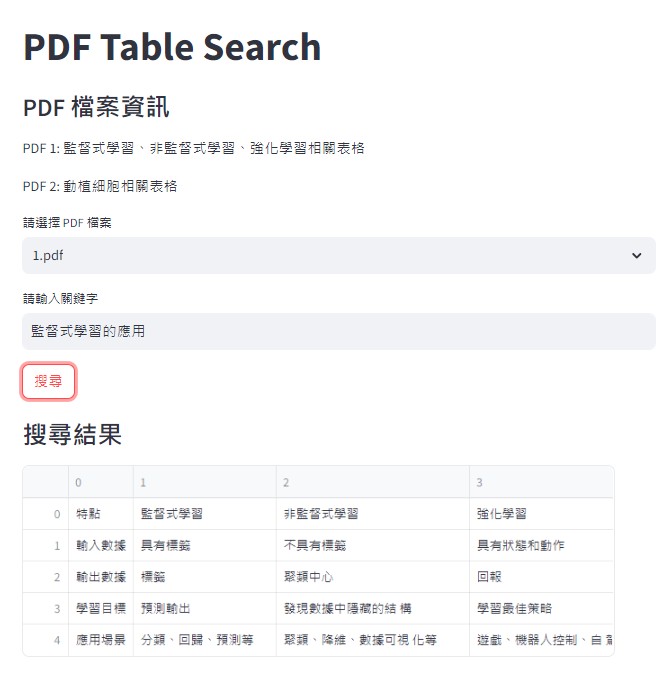 PDF Table Search
PDF 檔案資訊
PDF 1: 監督式學習、非監督式學習、強化學習相關表格
PDF 2: 動植細胞相關表格
請選擇 PDF 檔案
1.pdf
請輸入關鍵字
監督式學習的應用
搜尋
搜尋結果
0 1 2 3
0 特點 監督式學習 非監督式學習 強化學習
1 輸入數據 具有標籤 不具有標籤 具有狀態和動作
2 輸出數據 標籤 聚類中心 回報
3 學習目標 預測輸出 發現數據中隱藏的結 構 學習最佳策略
4 應用場景 分類、回歸、預測等 聚類、降維、數據可視 化等 遊戲、機器人控制、自